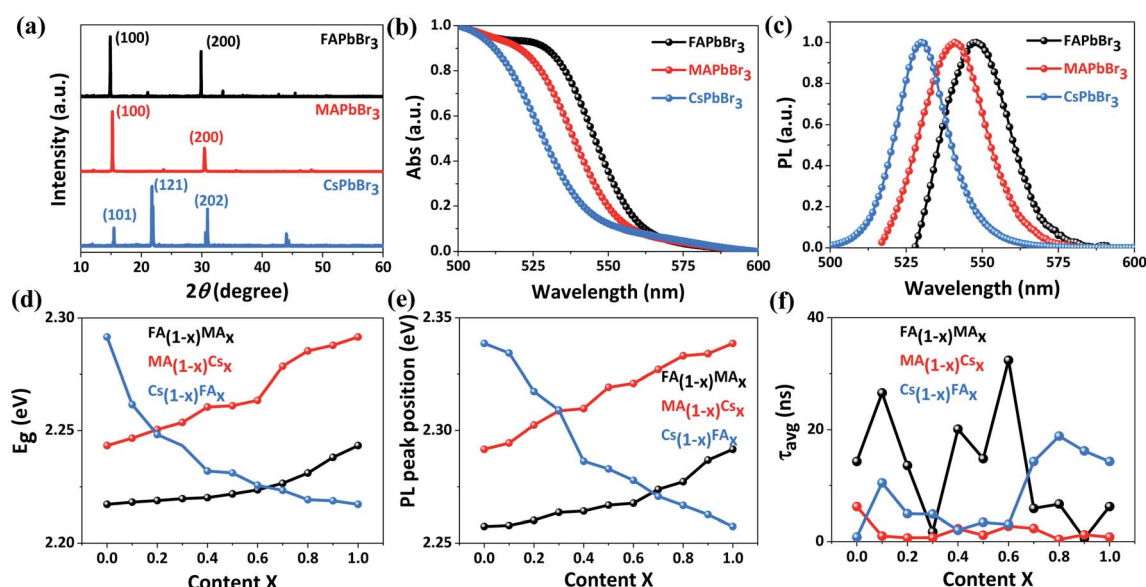 (a)
Intensity (a.u.)
(100)
(200)
FAPbBr3
(100)
(200)
MAPbBr3
(101)
(121)
(202)
CsPbBr3
10 20 30 40 50 60
2θ (degree)
(b)
Abs (a.u.)
1.0
0.8
0.6
0.4
0.2
0.0
FAPbBr3
MAPbBr3
CsPbBr3
500 525 550 575 600
Wavelength (nm)
(c)
PL (a.u.)
1.0
0.8
0.6
0.4
0.2
0.0
FAPbBr3
MAPbBr3
CsPbBr3
500 525 550 575 600
Wavelength (nm)
(d)
Eg (eV)
2.30
2.25
2.20
FA(1-x)MAx
MA(1-x)Csx
Cs(1-x)FAx
0.0 0.2 0.4 0.6 0.8 1.0
Content X
(e)
PL peak position (eV)
2.35
2.30
2.25
FA(1-x)MAx
MA(1-x)Csx
Cs(1-x)FAx
0.0 0.2 0.4 0.6 0.8 1.0
Content X
(f)
τavg (ns)
40
20
0
FA(1-x)MAx
MA(1-x)Csx
Cs(1-x)FAx
0.0 0.2 0.4 0.6 0.8 1.0
Content X